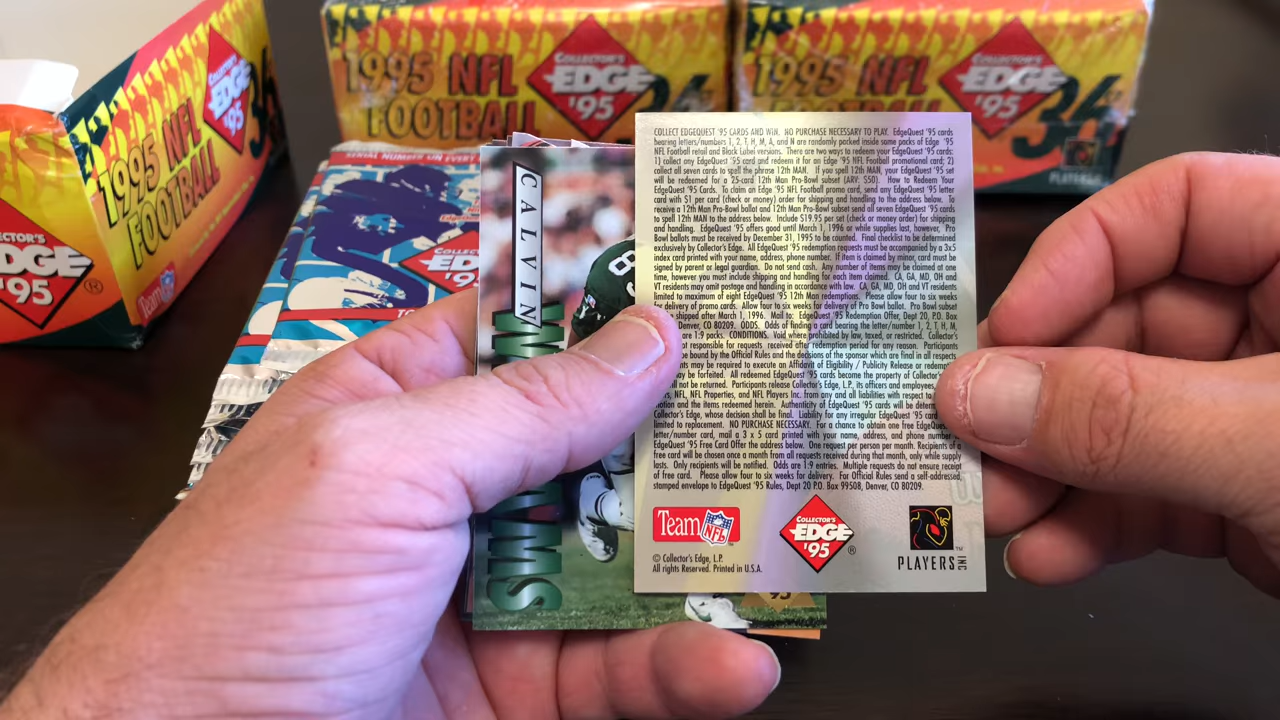 1995 NFL
FOOTBALL
COLLECTOR'S
EDGE
'95
36
1995 NFL
FOOTBALL
COLLECTOR'S
EDGE
'95
36
1995 NFL
FOOTBALL
COLLECTOR'S
EDGE
'95
PLAYERS
EDGE
'95
®
Team NFL
SERIAL NUMBER ON EVERY
'95
CALVIN
COLLECT EDGEQUEST '95 CARDS AND WIN. NO PURCHASE NECESSARY TO PLAY. EdgeQuest '95 cards
bearing letters/numbers 1, 2, T, H, M, A, and N are randomly packed inside some packs of Edge '95
NFL Football retail and Black Label versions. There are two ways to redeem your EdgeQuest '95 cards:
1) collect any EdgeQuest '95 card and redeem it for an Edge '95 NFL Football promotional card; 2)
collect all seven cards to spell the phrase 12th MAN. If you spell 12th MAN, your EdgeQuest '95 set
will be redeemed for a 25-card 12th Man Pro-Bowl subset (ARV: $50). How to Redeem Your
EdgeQuest '95 Cards. To claim an Edge '95 NFL Football promo card, send any EdgeQuest '95 letter
card with $1 per card (check or money) order for shipping and handling to the address below. To
receive a 12th Man Pro-Bowl ballot and 12th Man Pro-Bowl subset send all seven EdgeQuest '95 cards
to spell 12th MAN to the address below. Include $19.95 per set (check or money order) for shipping
and handling. EdgeQuest '95 offers good until March 1, 1996 or while supplies last, however, Pro
Bowl ballots must be received by December 31, 1995 to be counted. Final checklist to be determined
exclusively by Collector's Edge. All EdgeQuest '95 redemption requests must be accompanied by a 3x5
index card printed with your name, address, phone number. If item is claimed by minor, card must be
signed by parent or legal guardian. Do not send cash. Any number of items may be claimed at one
time, however you must include shipping and handling for each item claimed. CA, GA, MD, OH and
VT residents may omit postage and handling in accordance with law. CA, GA, MD, OH and VT residents
limited to maximum of eight EdgeQuest '95 12th Man redemptions. Please allow four to six weeks
for delivery of promo cards. Allow four to six weeks for delivery of Pro Bowl ballot. Pro Bowl subset
shipped after March 1, 1996. Mail to: EdgeQuest '95 Redemption Offer, Dept 20, P.O. Box
Denver, CO 80209. ODDS. Odds of finding a card bearing the letter/number 1, 2, T, H, M,
are 1:9 packs. CONDITIONS. Void where prohibited by law, taxed, or restricted. Collector's
responsible for requests received after redemption period for any reason. Participants
be bound by the Official Rules and the decisions of the sponsor which are final in all respects
may be required to execute an Affidavit of Eligibility / Publicity Release or
may be forfeited. All redeemed EdgeQuest '95 cards become the property of Collector's
not be returned. Participants release Collector's Edge, L.P., its officers and employees,
NFL, NFL Properties, and NFL Players Inc. from any and all liabilities with respect to
and the items redeemed herein. Authenticity of EdgeQuest '95 cards will be
Collector's Edge, whose decision shall be final. Liability for any irregular EdgeQuest '95 card
limited to replacement. NO PURCHASE NECESSARY. For a chance to obtain one free
letter/number card, mail a 3 x 5 card printed with your name, address, and phone number
EdgeQuest '95 Free Card Offer the address below. One request per person per month. Recipients of a
free card will be chosen once a month from all requests received during that month, only while supply
lasts. Only recipients will be notified. Odds are 1:9 entries. Multiple requests do not ensure receipt
of free card. Please allow four to six weeks for delivery. For Official Rules send a self-addressed,
stamped envelope to EdgeQuest '95 Rules, Dept 20 P.O. Box 99508, Denver, CO 80209.
Team NFL
COLLECTOR'S
EDGE
'95
®
PLAYERS INC
™
© Collector's Edge, L.P.
All rights Reserved. Printed in U.S.A.